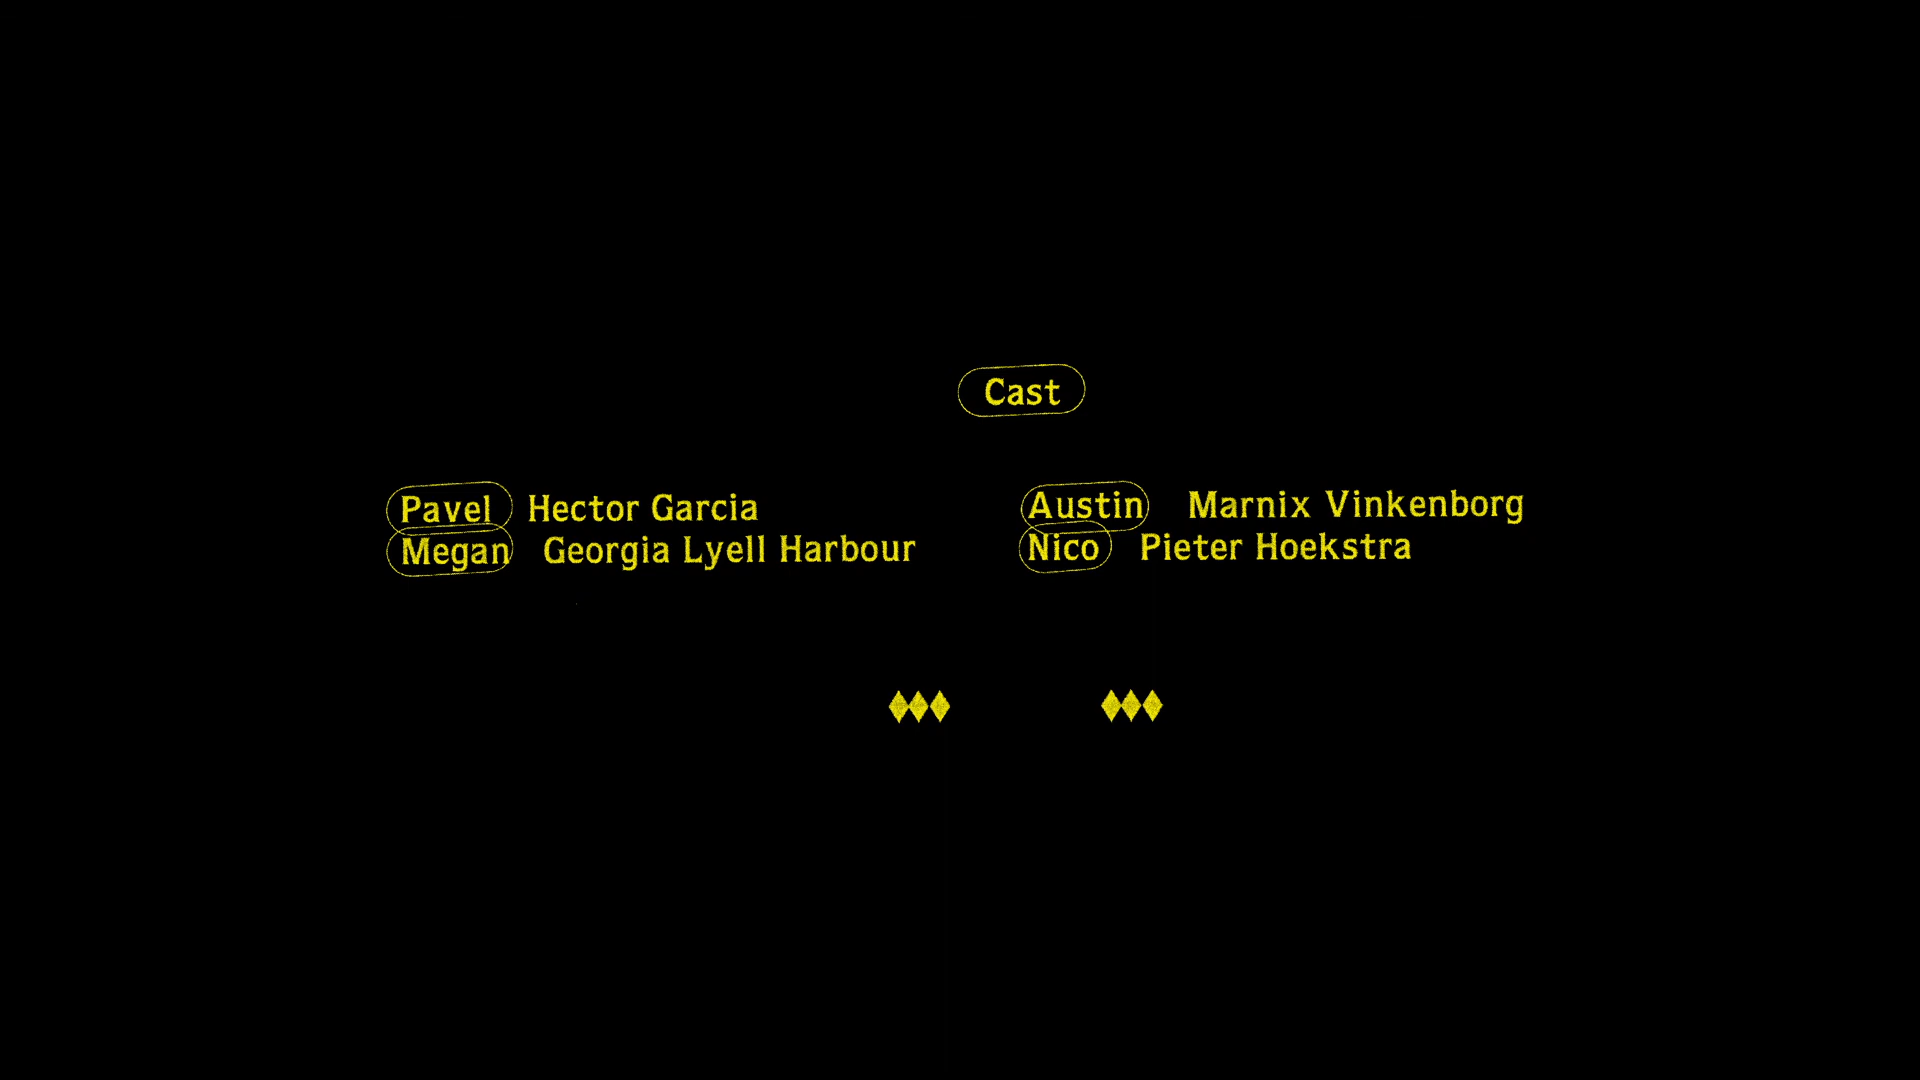 Cast
Pavel Hector Garcia
Megan Georgia Lyell Harbour
Austin Marnix Vinkenborg
Nico Pieter Hoekstra